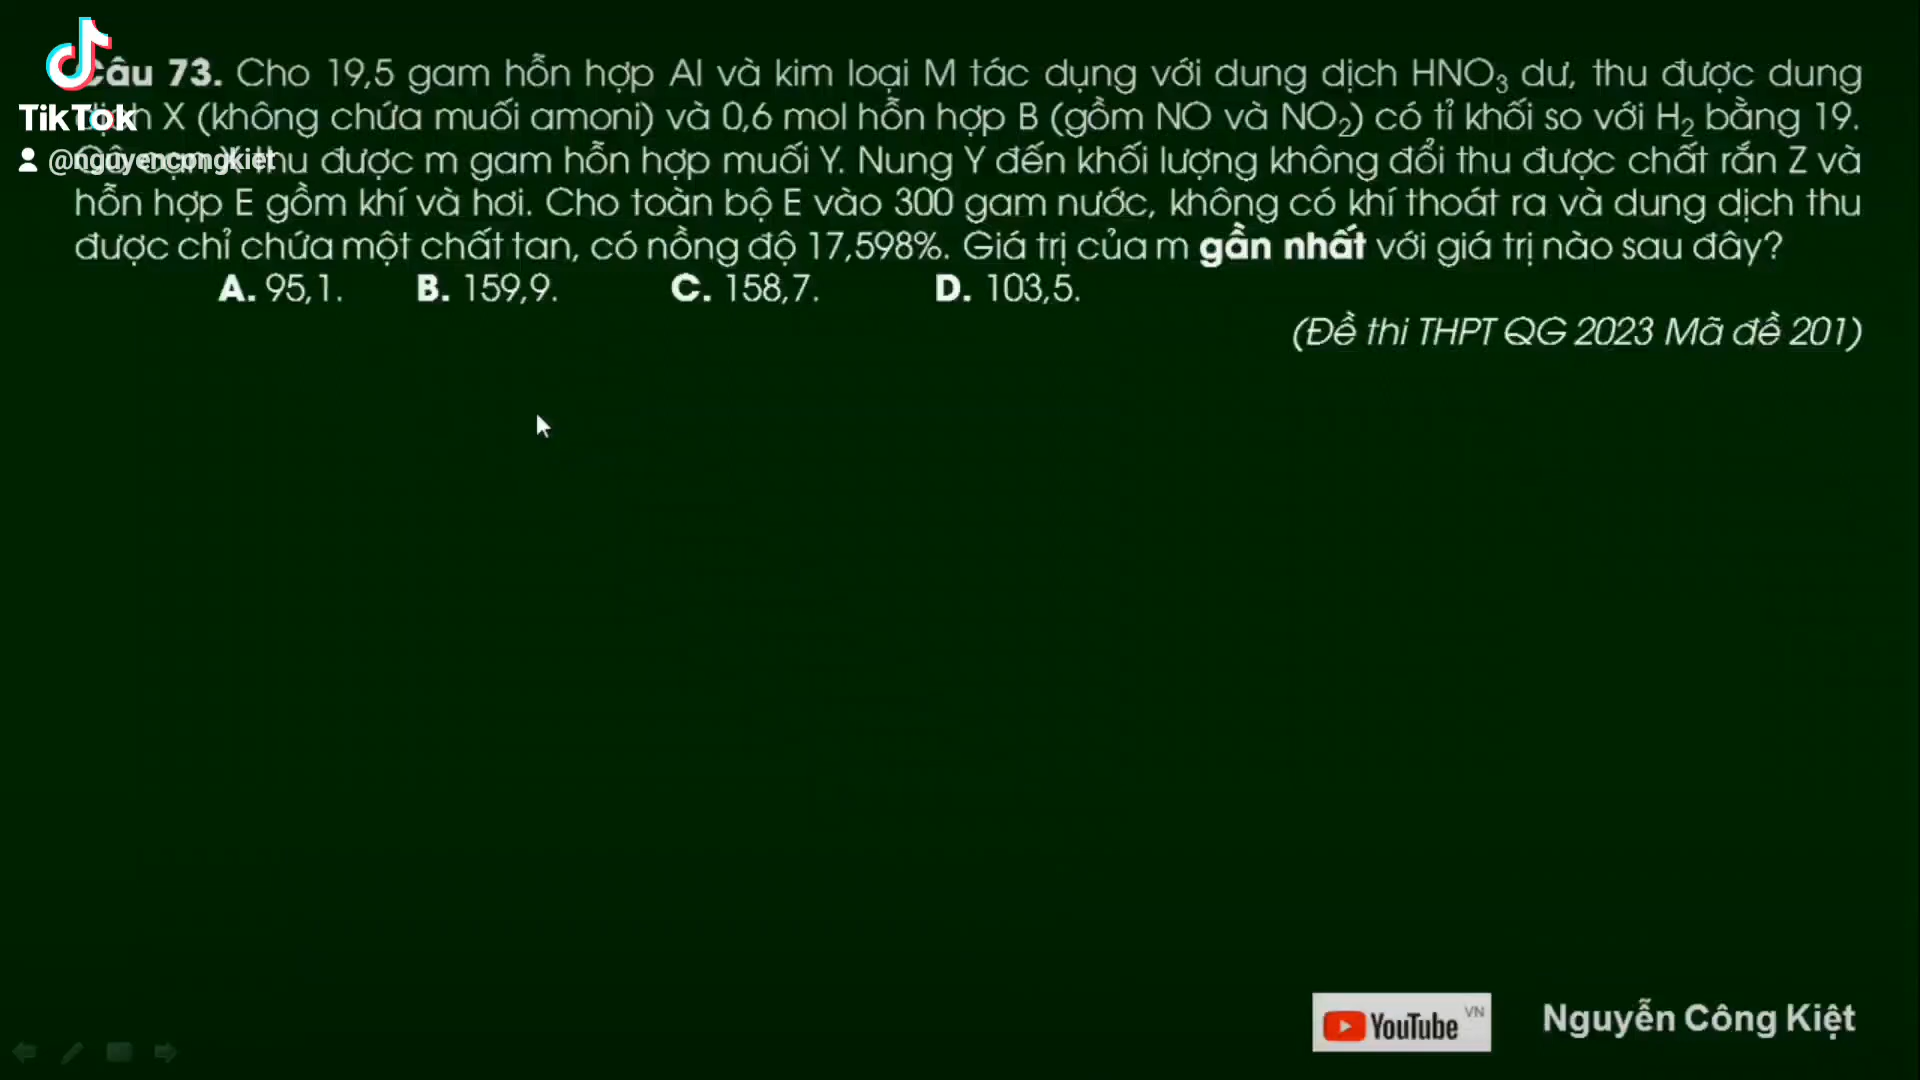 TikTok
@nguyencongkiet
Câu 73. Cho 19,5 gam hỗn hợp Al và kim loại M tác dụng với dung dịch HNO₃ dư, thu được dung
dịch X (không chứa muối amoni) và 0,6 mol hỗn hợp B (gồm NO và NO₂) có tỉ khối so với H₂ bằng 19.
thu được m gam hỗn hợp muối Y. Nung Y đến khối lượng không đổi thu được chất rắn Z và
hỗn hợp E gồm khí và hơi. Cho toàn bộ E vào 300 gam nước, không có khí thoát ra và dung dịch thu
được chỉ chứa một chất tan, có nồng độ 17,598%. Giá trị của m gần nhất với giá trị nào sau đây?
A. 95,1. B. 159,9. C. 158,7. D. 103,5.
(Đề thi THPT QG 2023 Mã đề 201)
YouTube VN
Nguyễn Công Kiệt